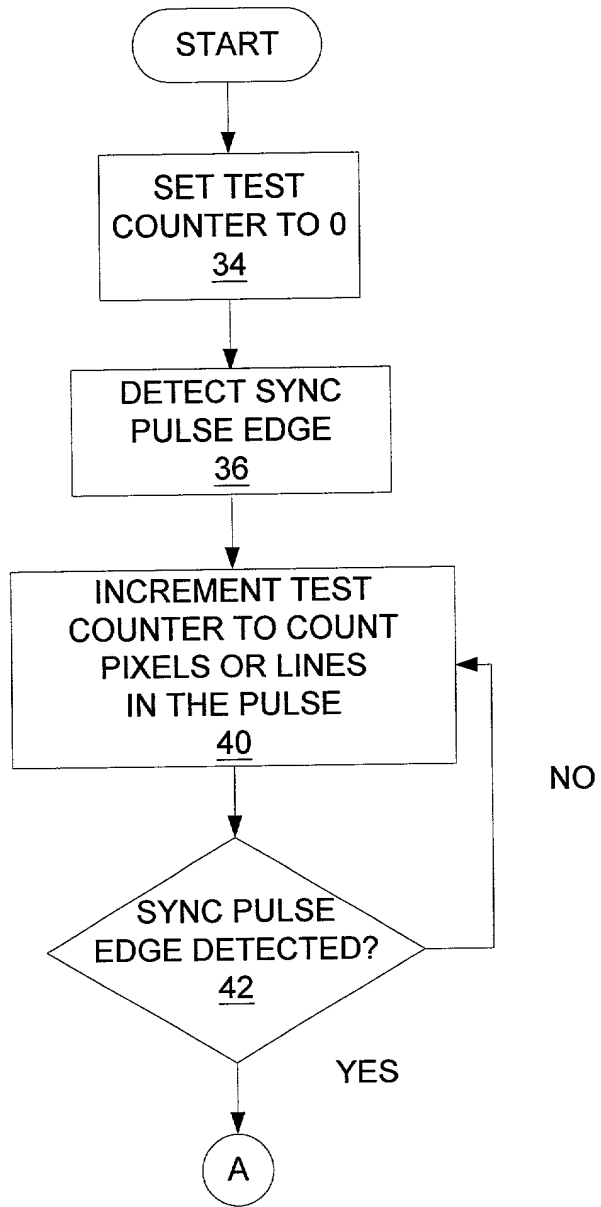 START
SET TEST
COUNTER TO 0
34
DETECT SYNC
PULSE EDGE
36
INCREMENT TEST
COUNTER TO COUNT
PIXELS OR LINES
IN THE PULSE
40
NO
SYNC PULSE
EDGE DETECTED?
42
YES
A